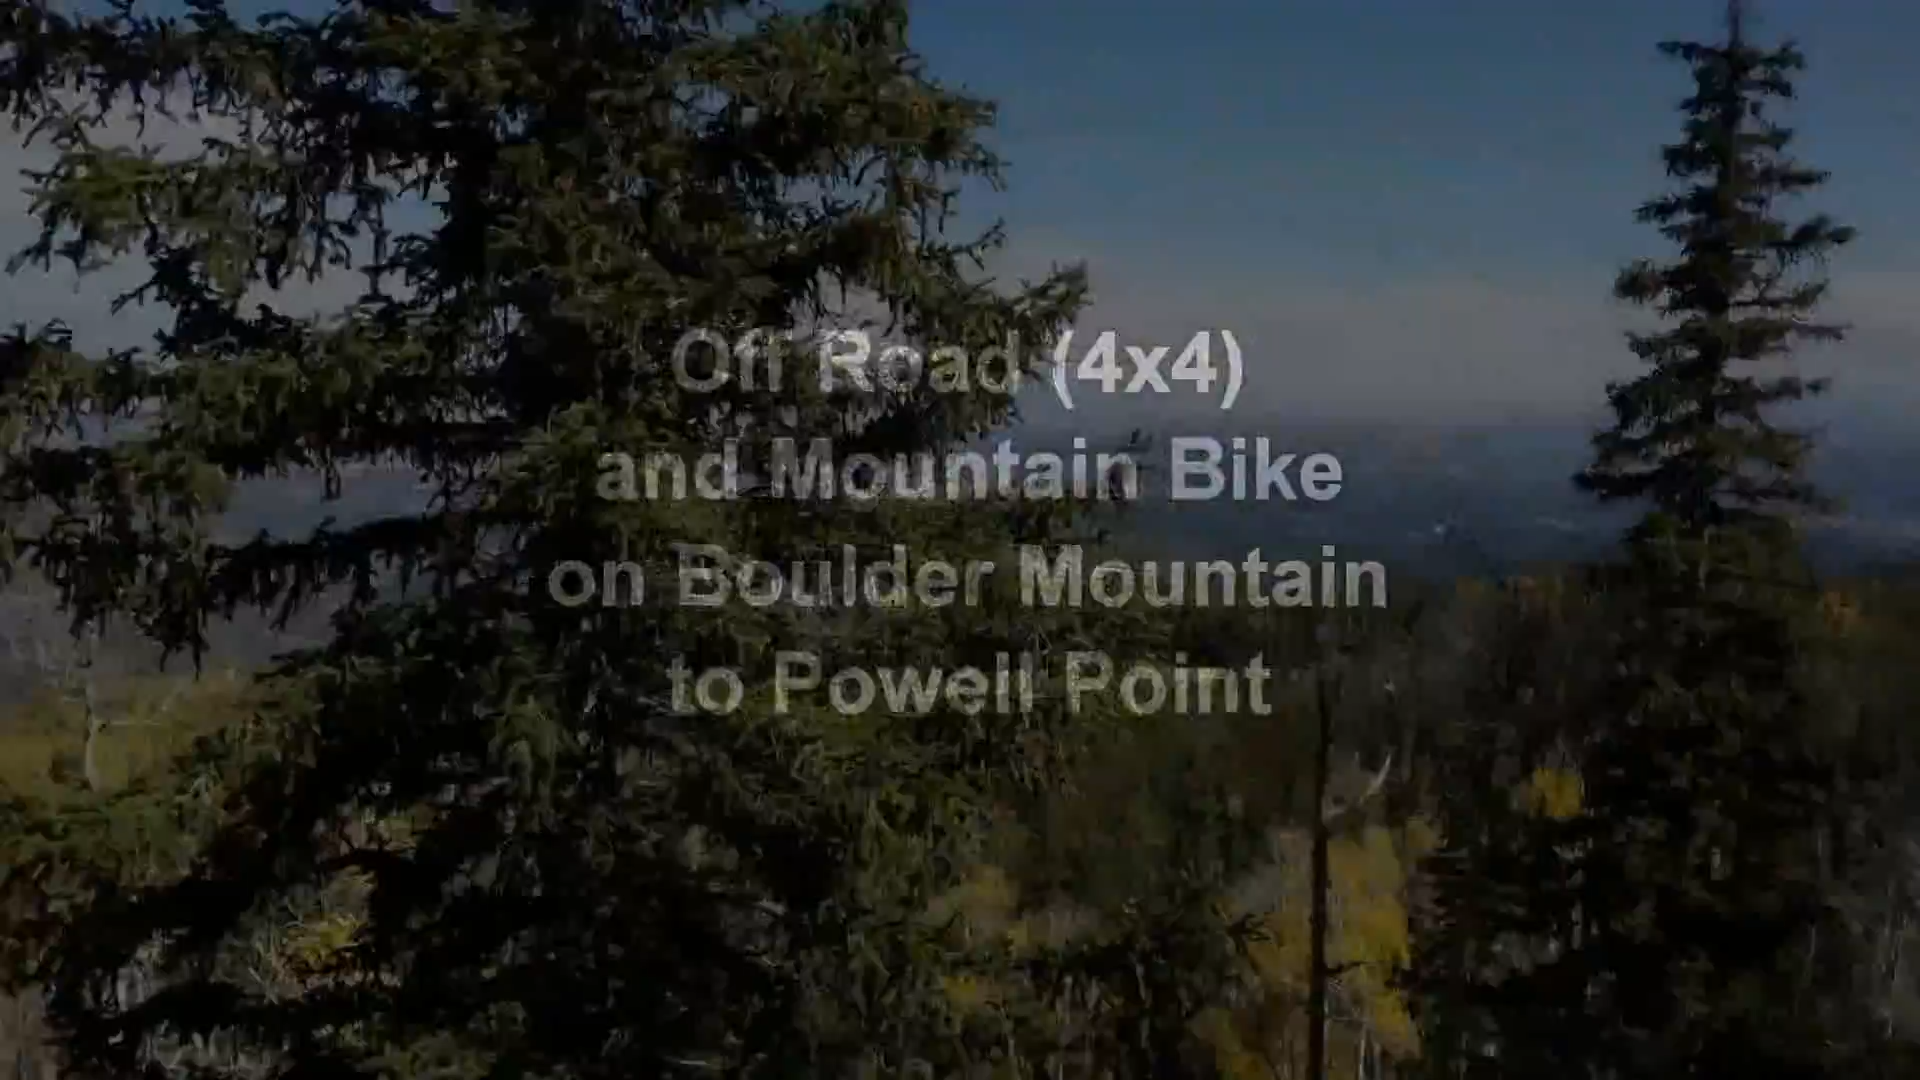 Off Road (4x4)
and Mountain Bike
on Boulder Mountain
to Powell Point